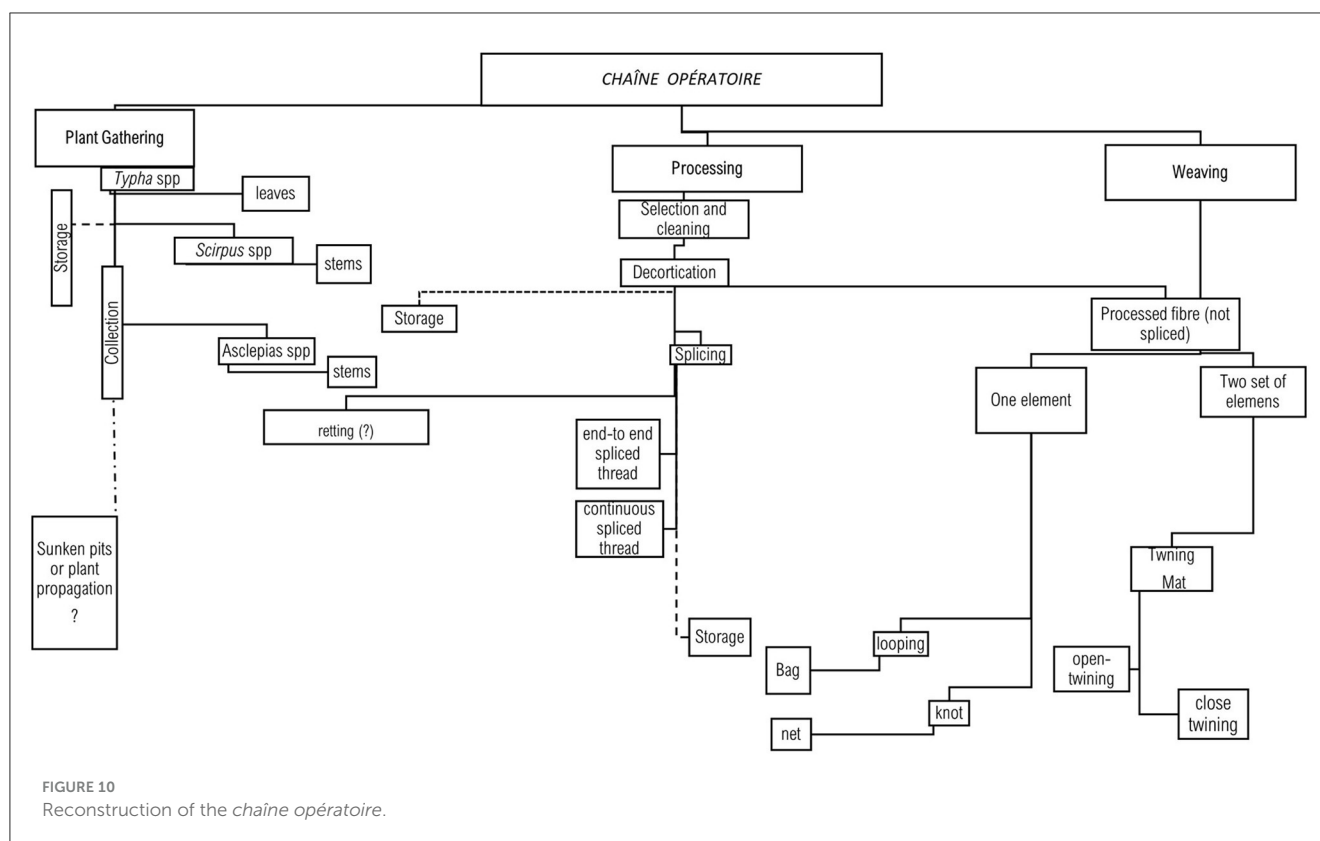 CHAÎNE OPÉRATOIRE
Plant Gathering
Typha spp
leaves
Storage
Scirpus spp
stems
Collection
Asclepias spp
stems
retting (?)
Sunken pits
or plant
propagation
?
Processing
Selection and
cleaning
Decortication
Storage
Splicing
end-to end
spliced
thread
continuous
spliced
thread
Storage
Weaving
Processed fibre (not
spliced)
One element
Two set of
elemens
looping
Bag
knot
net
Twning
Mat
open-
twining
close
twining
FIGURE 10
Reconstruction of the chaîne opératoire.